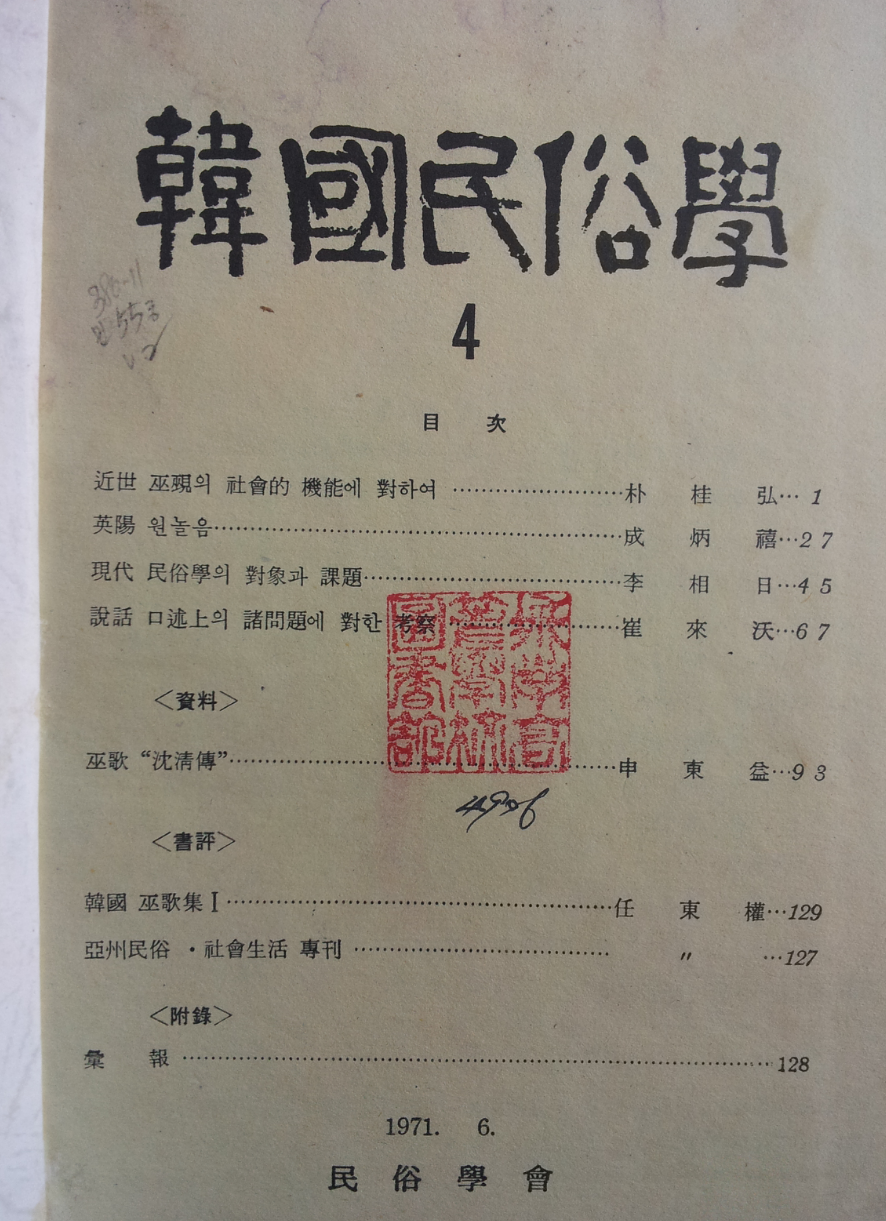 韓國民俗學
4
目 次
近世 巫覡의 社會的 機能에 對하여 ························朴 桂 弘··· 1
英陽 원놀음·························································成 炳 禧···27
現代 民俗學의 對象과 課題····································李 相 日···45
說話 口述上의 諸問題에 對한 考察 ························崔 來 沃···67
<資料>
巫歌 “沈淸傳”······················································申 東 益···93
<書評>
韓國 巫歌集Ⅰ······················································任 東 權···129
亞州民俗 · 社會生活 專刊 ···································· 〃 ···127
<附錄>
彙 報 ··················································································128
1971. 6.
民 俗 學 會